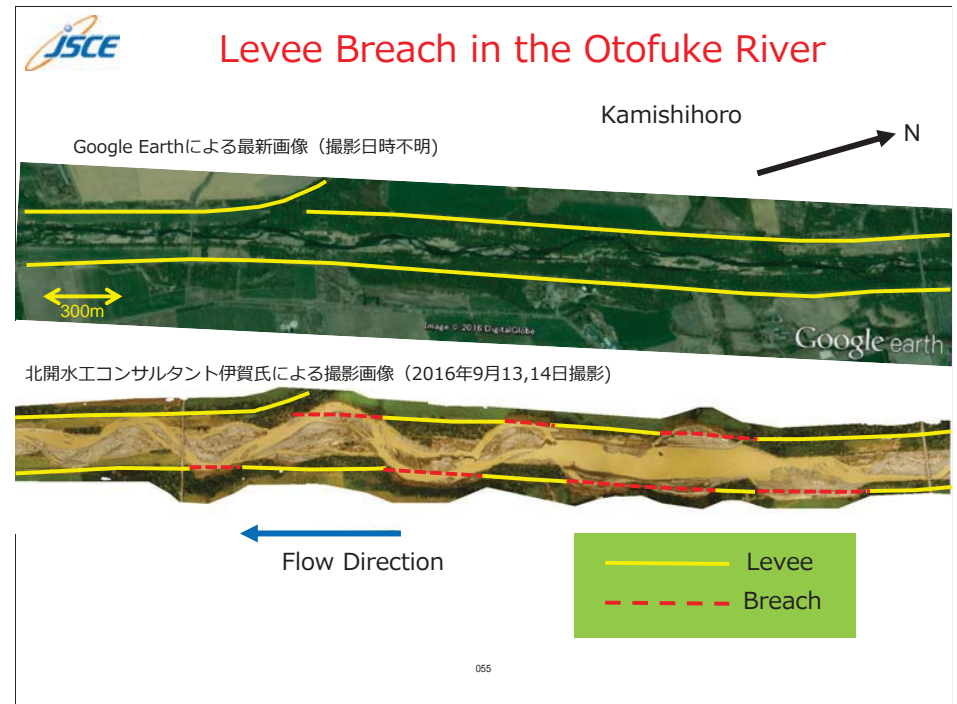 JSCE
Levee Breach in the Otofuke River
Kamishihoro
N
Google Earthによる最新画像（撮影日時不明)
300m
Image © 2016 DigitalGlobe
Google earth
北開水工コンサルタント伊賀氏による撮影画像（2016年9月13,14日撮影)
Flow Direction
Levee
Breach
055